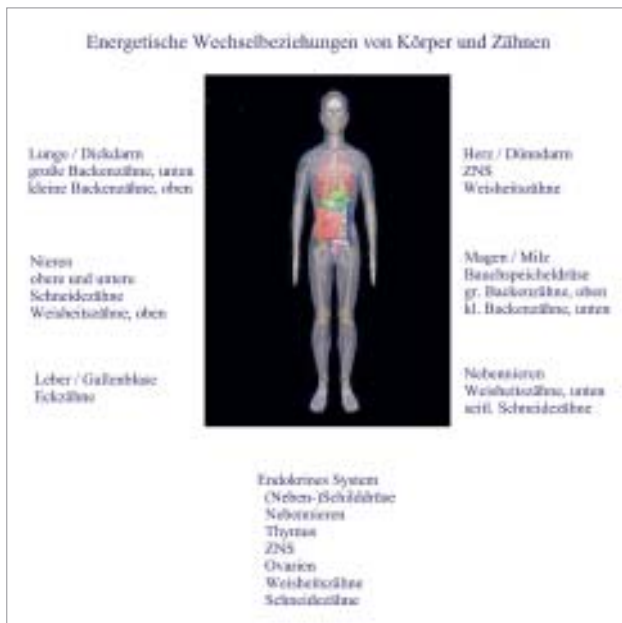 Energetische Wechselbeziehungen von Körper und Zähnen
Lunge / Dickdarm
große Backenzähne, unten
kleine Backenzähne, oben
Nieren
obere und untere
Schneidezähne
Weisheitszähne, oben
Leber / Gallenblase
Eckzähne
Herz / Dünndarm
ZNS
Weisheitszähne
Magen / Milz
Bauchspeicheldrüse
gr. Backenzähne, oben
kl. Backenzähne, unten
Nebennieren
Weisheitszähne, unten
seitl. Schneidezähne
Endokrines System
(Neben-)Schilddrüse
Nebennieren
Thymus
ZNS
Ovarien
Weisheitszähne
Schneidezähne